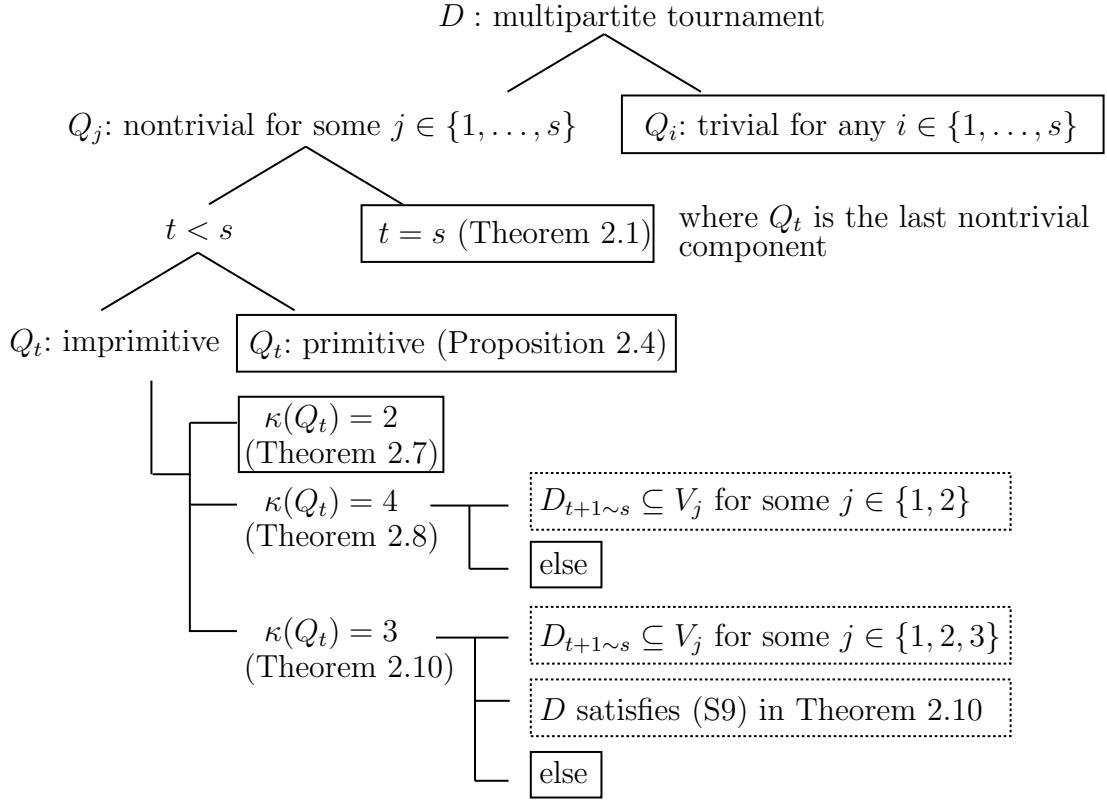 D : multipartite tournament
Q_j: nontrivial for some j ∈ {1, . . . , s}
Q_i: trivial for any i ∈ {1, . . . , s}
t < s
t = s (Theorem 2.1)
where Q_t is the last nontrivial
component
Q_t: imprimitive
Q_t: primitive (Proposition 2.4)
κ(Q_t) = 2
(Theorem 2.7)
κ(Q_t) = 4
(Theorem 2.8)
D_{t+1∼s} ⊆ V_j for some j ∈ {1, 2}
else
κ(Q_t) = 3
(Theorem 2.10)
D_{t+1∼s} ⊆ V_j for some j ∈ {1, 2, 3}
D satisfies (S9) in Theorem 2.10
else